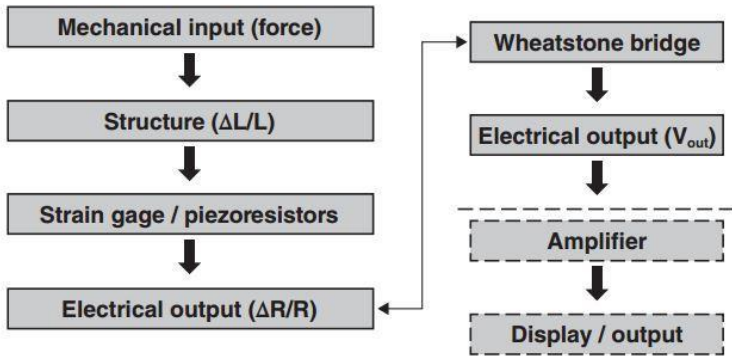 Mechanical input (force)
Structure (ΔL/L)
Strain gage / piezoresistors
Electrical output (ΔR/R)
Wheatstone bridge
Electrical output (Vout)
Amplifier
Display / output